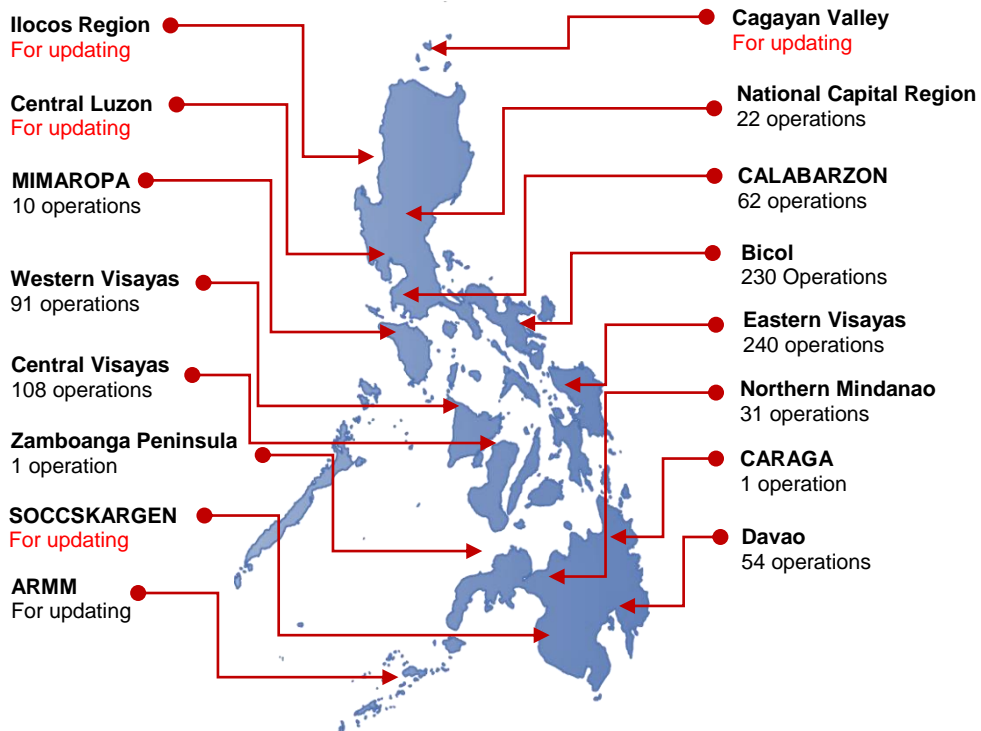 Ilocos Region
For updating
Central Luzon
For updating
MIMAROPA
10 operations
Western Visayas
91 operations
Central Visayas
108 operations
Zamboanga Peninsula
1 operation
SOCCSKARGEN
For updating
ARMM
For updating
Cagayan Valley
For updating
National Capital Region
22 operations
CALABARZON
62 operations
Bicol
230 Operations
Eastern Visayas
240 operations
Northern Mindanao
31 operations
CARAGA
1 operation
Davao
54 operations